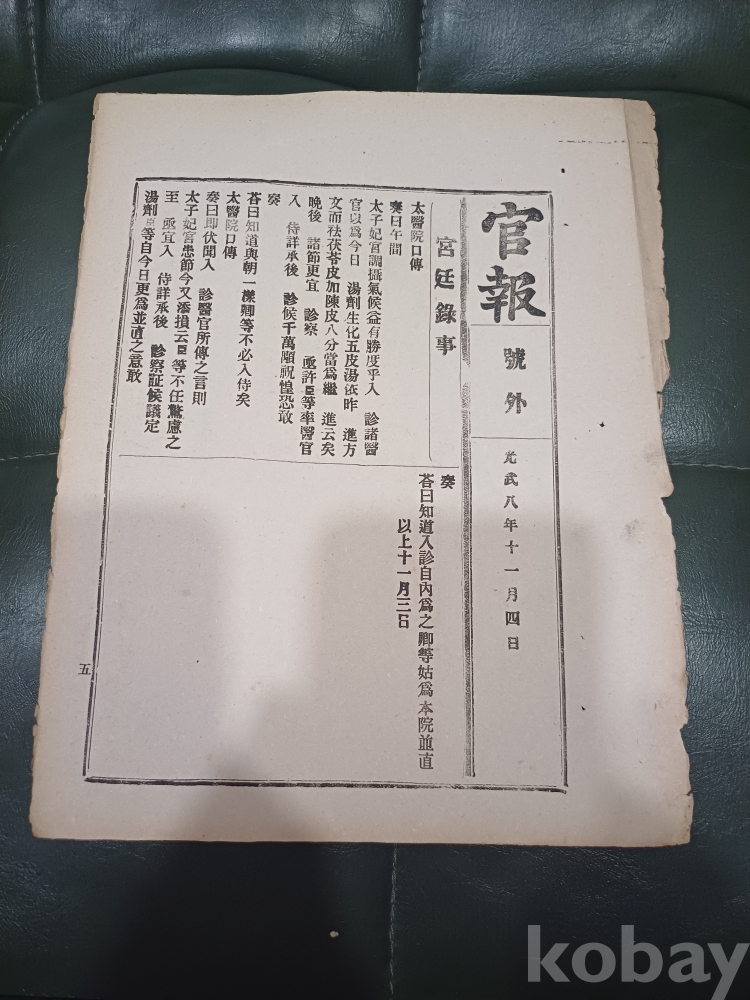 官報
號外
光武八年十一月四日
宮廷錄事
太醫院口傳
奏曰午間
太子妃宮調攝氣候益有勝度乎入 診諸醫
官以爲今日 湯劑生化五皮湯依昨 進方
文而祛茯苓皮加陳皮八分當爲繼 進云矣
晩後 諸節更宜 診察 亟許臣等率醫官
入 侍詳承後 診候千萬顒祝惶恐敢
奏
荅曰知道與朝一樣卿等不必入侍矣
太醫院口傳
奏曰即伏聞入 診醫官所傳之言則
太子妃宮患節今又添損云臣等不任驚慮之
至 亟宜入 侍詳承後 診察証候議定
湯劑臣等自今日更爲並直之意敢
奏
荅曰知道入診自內爲之卿等姑爲本院並直
以上十一月三日
五
kobay